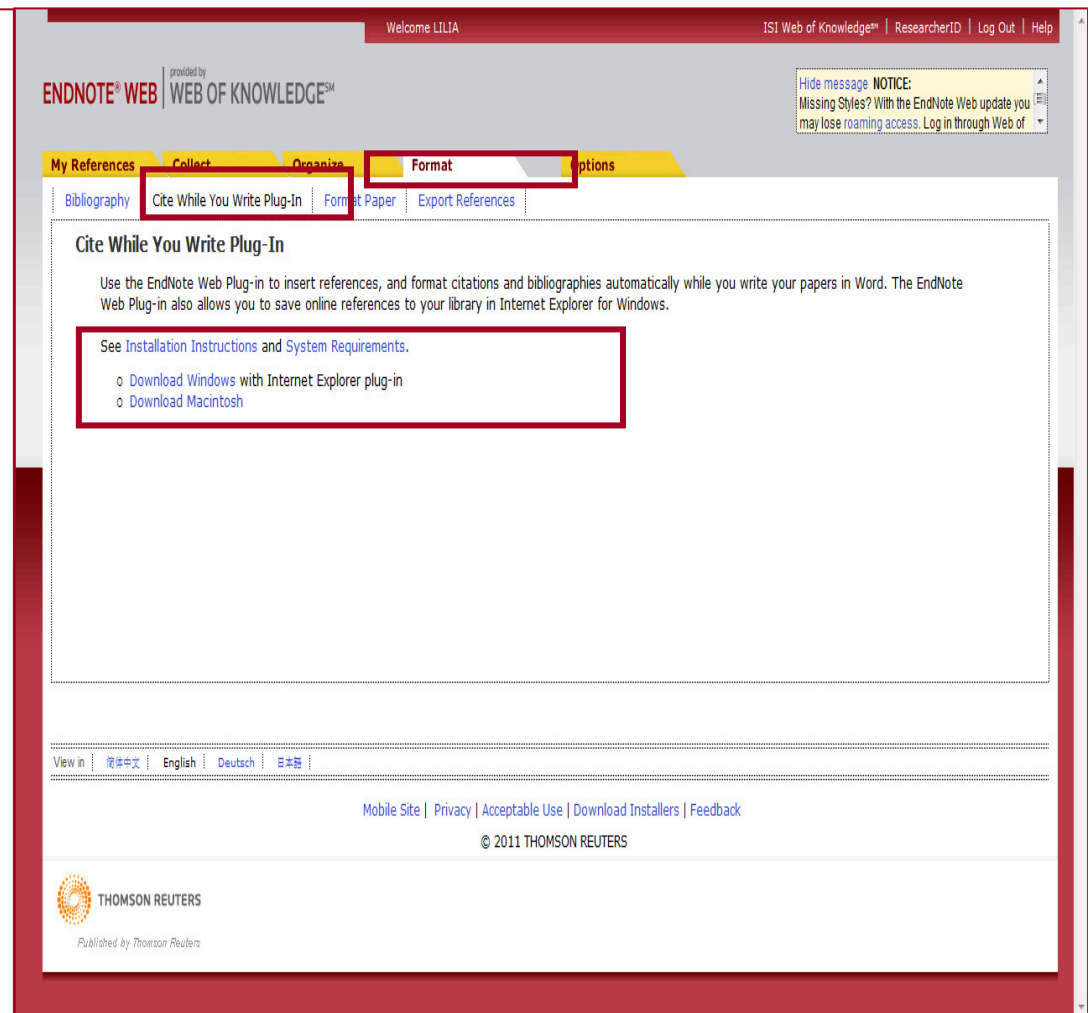 Welcome LILIA
ISI Web of Knowledge℠ | ResearcherID | Log Out | Help
ENDNOTE® WEB
provided by
WEB OF KNOWLEDGE℠
Hide message NOTICE:
Missing Styles? With the EndNote Web update you
may lose roaming access. Log in through Web of
My References Collect Organize Format Options
Bibliography Cite While You Write Plug-In Format Paper Export References
Cite While You Write Plug-In
Use the EndNote Web Plug-in to insert references, and format citations and bibliographies automatically while you write your papers in Word. The EndNote
Web Plug-in also allows you to save online references to your library in Internet Explorer for Windows.
See Installation Instructions and System Requirements.
o Download Windows with Internet Explorer plug-in
o Download Macintosh
View in | 简体中文 | English | Deutsch | 日本語 |
Mobile Site | Privacy | Acceptable Use | Download Installers | Feedback
© 2011 THOMSON REUTERS
THOMSON REUTERS
Published by Thomson Reuters